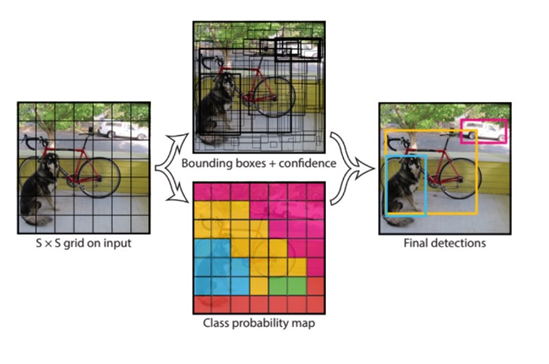 Bounding boxes + confidence
S × S grid on input
Final detections
Class probability map